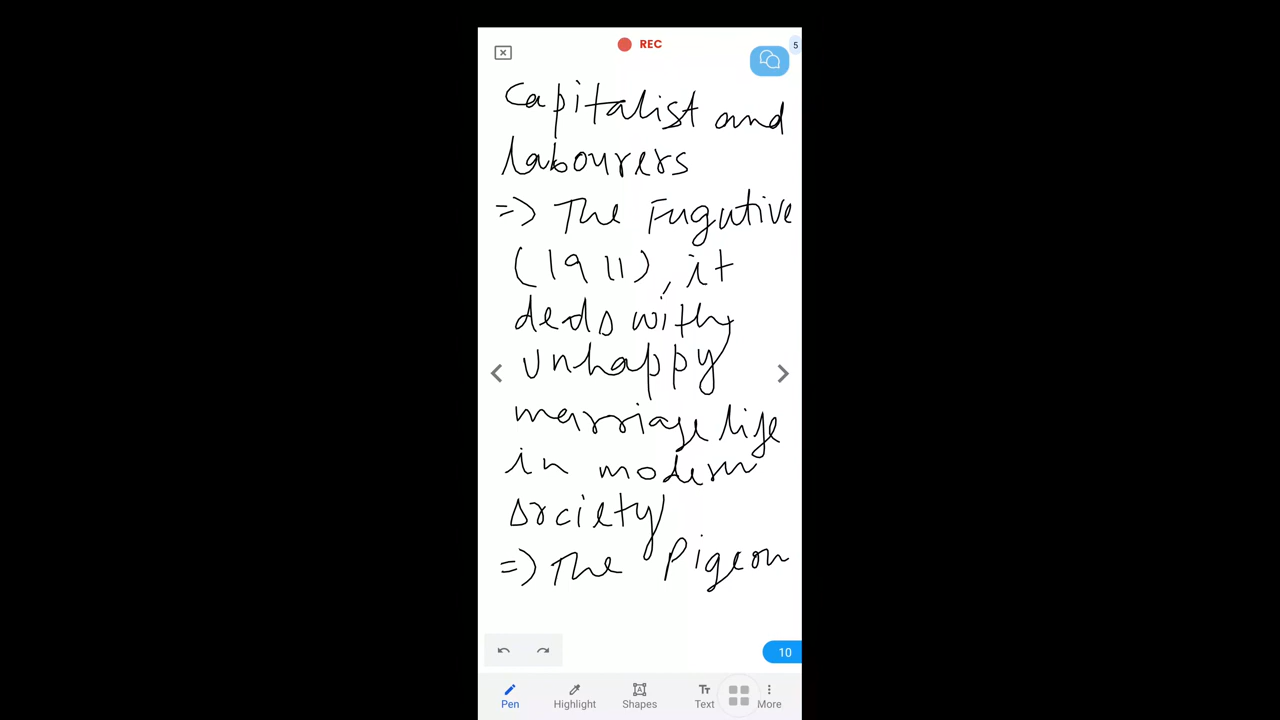 REC
5
Capitalist and
labourers
=> The Fugutive
(1911), it
deals with
unhappy
marriage life
in modern
society
=> The Pigeon
10
Pen
Highlight
Shapes
Text
More